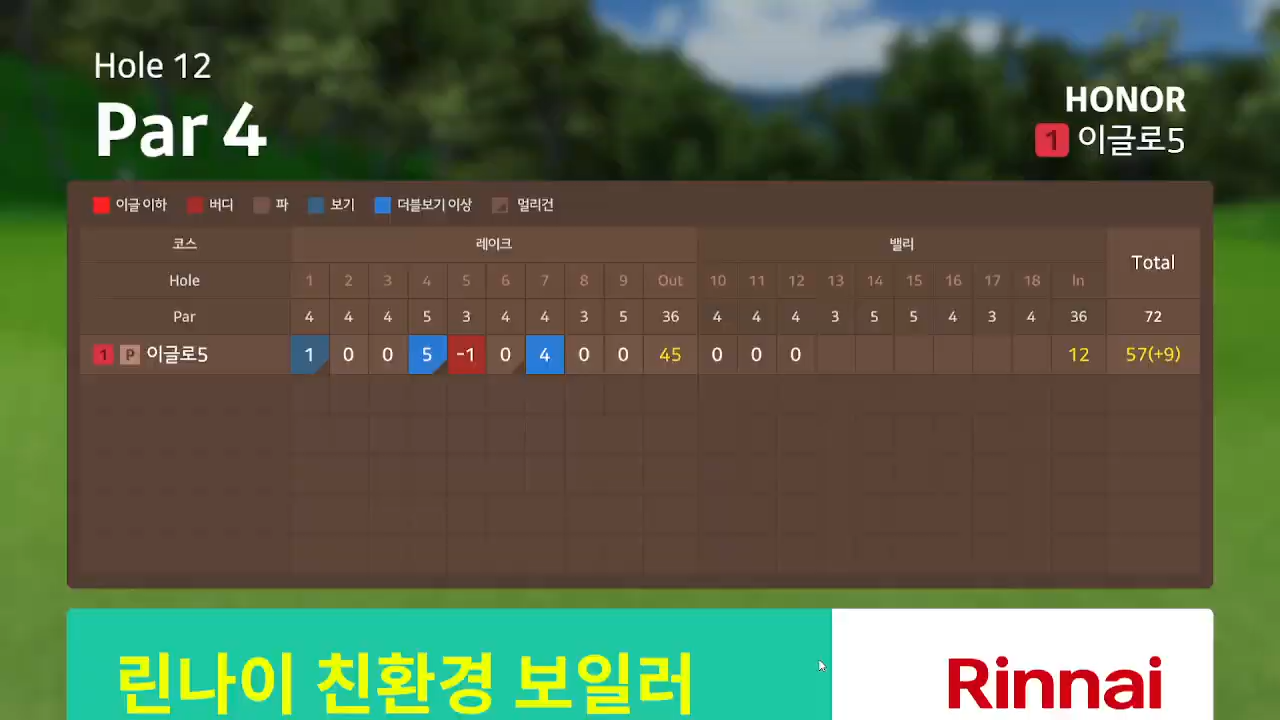 Hole 12
Par 4
HONOR
1 이글로5
이글 이하 버디 파 보기 더블보기 이상 멀리건
코스 레이크 밸리 Total
Hole 1 2 3 4 5 6 7 8 9 Out 10 11 12 13 14 15 16 17 18 In
Par 4 4 4 5 3 4 4 3 5 36 4 4 4 3 5 5 4 3 4 36 72
1 P 이글로5 1 0 0 5 -1 0 4 0 0 45 0 0 0 12 57(+9)
린나이 친환경 보일러
Rinnai